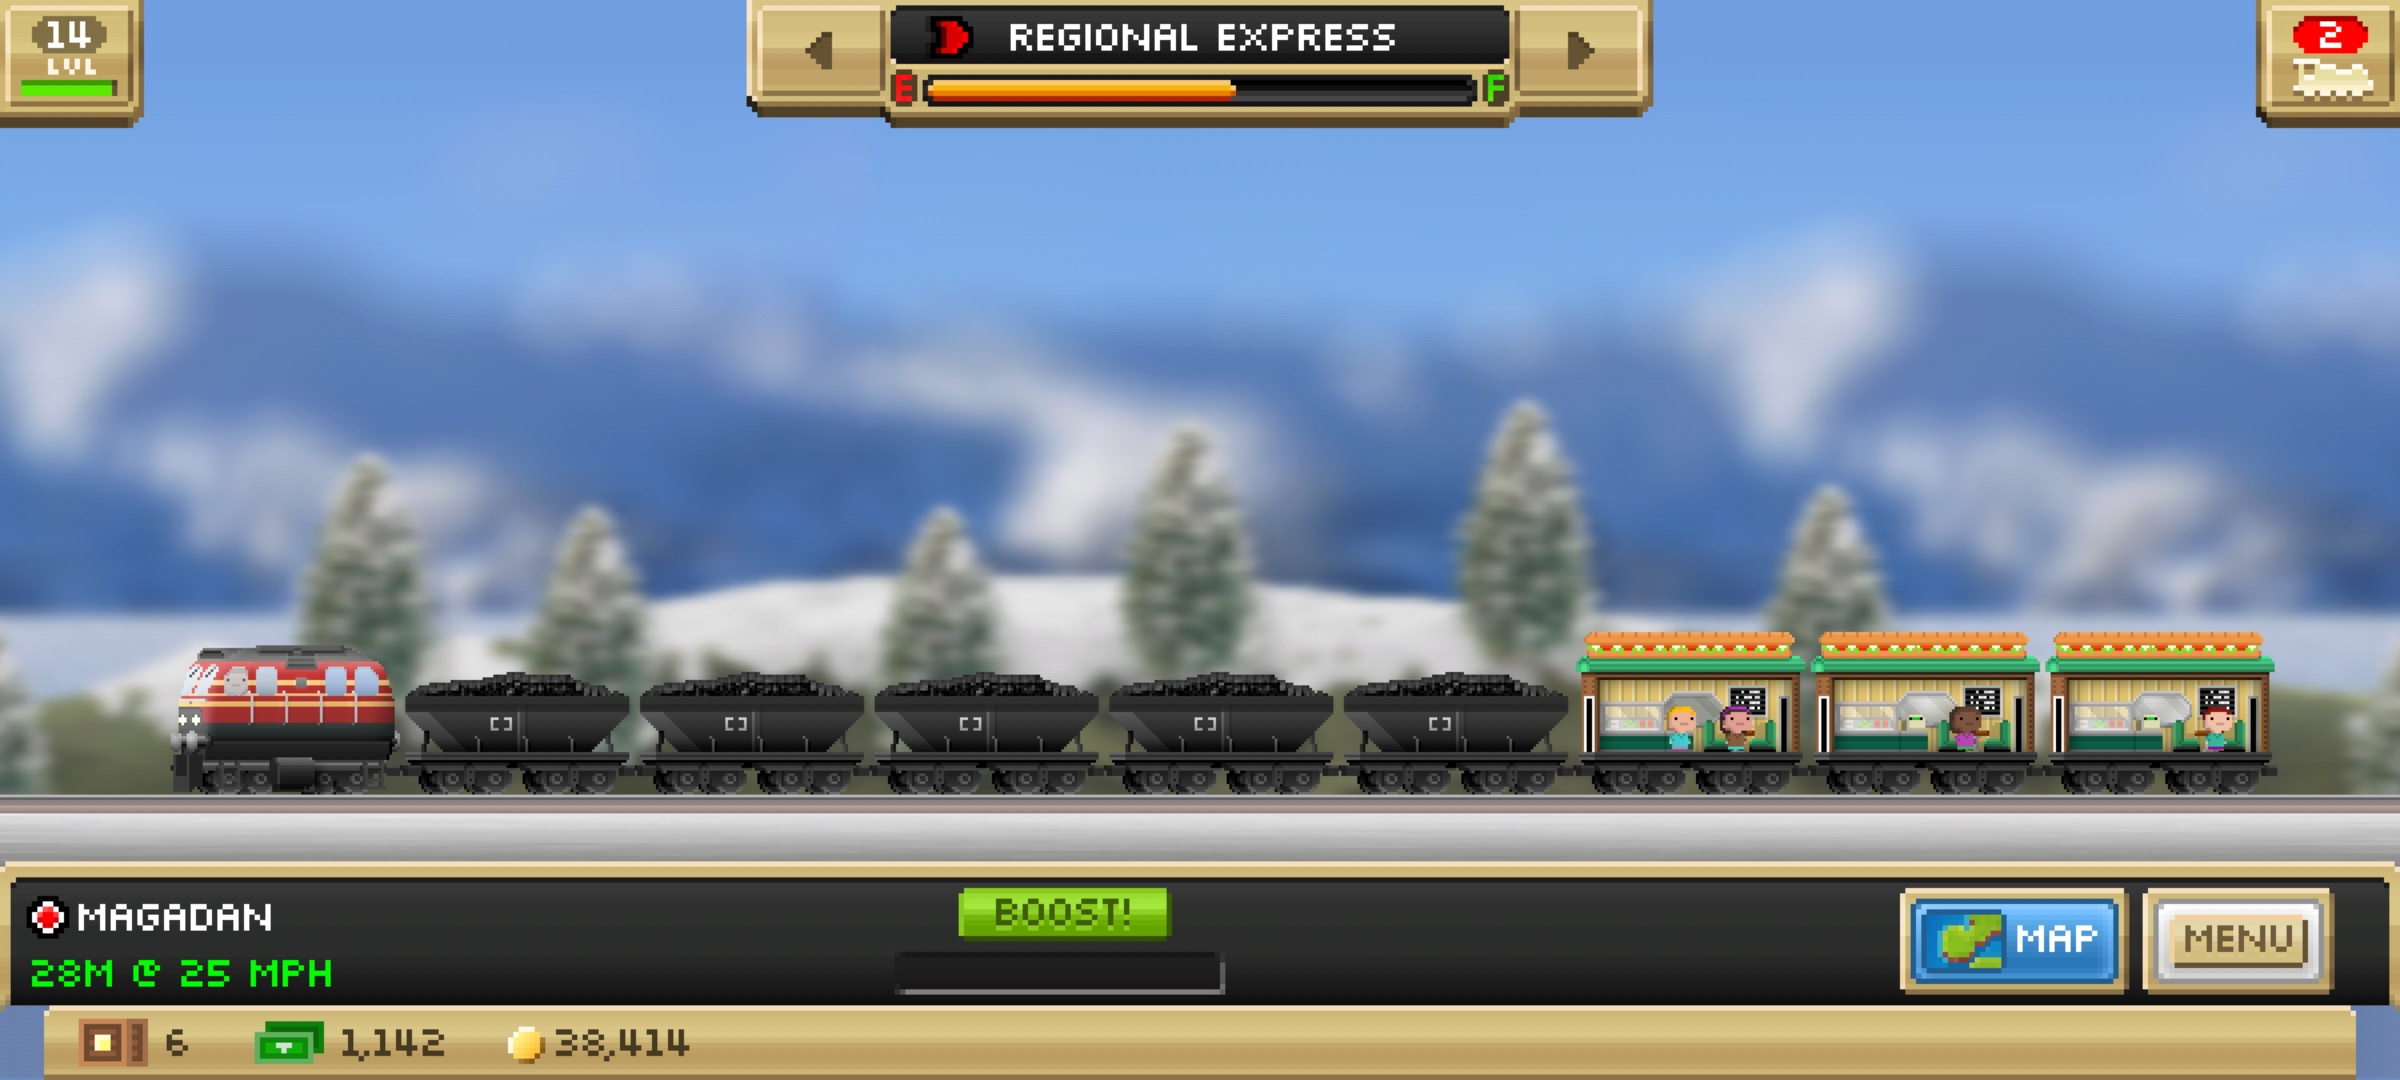 14
LVL
REGIONAL EXPRESS
E F
2
MAGADAN
28M @ 25 MPH
BOOST!
MAP
MENU
6
1,142
38,414